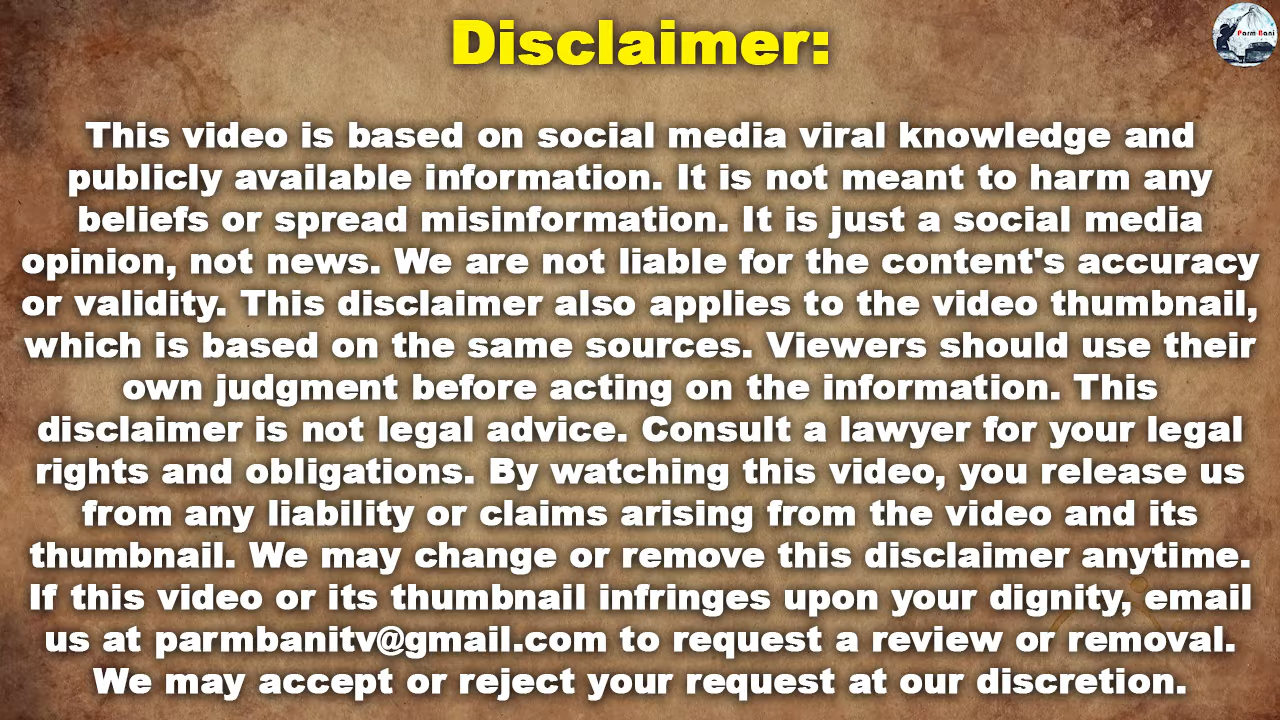 Disclaimer:
Parm Bani
This video is based on social media viral knowledge and
publicly available information. It is not meant to harm any
beliefs or spread misinformation. It is just a social media
opinion, not news. We are not liable for the content's accuracy
or validity. This disclaimer also applies to the video thumbnail,
which is based on the same sources. Viewers should use their
own judgment before acting on the information. This
disclaimer is not legal advice. Consult a lawyer for your legal
rights and obligations. By watching this video, you release us
from any liability or claims arising from the video and its
thumbnail. We may change or remove this disclaimer anytime.
If this video or its thumbnail infringes upon your dignity, email
us at parmbanitv@gmail.com to request a review or removal.
We may accept or reject your request at our discretion.